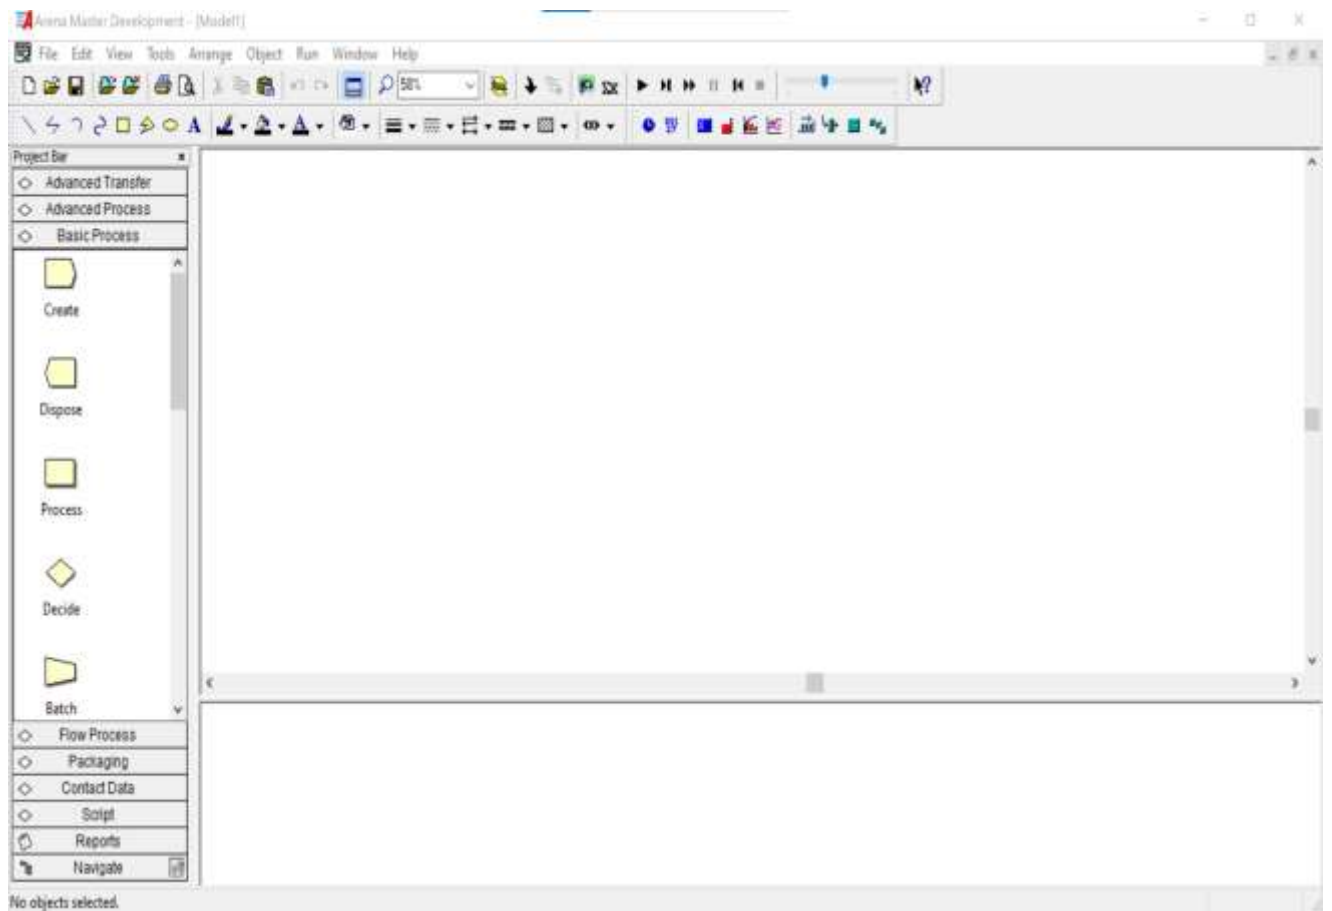 Arena Master Development - [Model1]
File Edit View Tools Arrange Object Run Window Help
58%
A A
Project Bar
Advanced Transfer
Advanced Process
Basic Process
Create
Dispose
Process
Decide
Batch
Flow Process
Packaging
Contact Data
Script
Reports
Navigate
No objects selected.